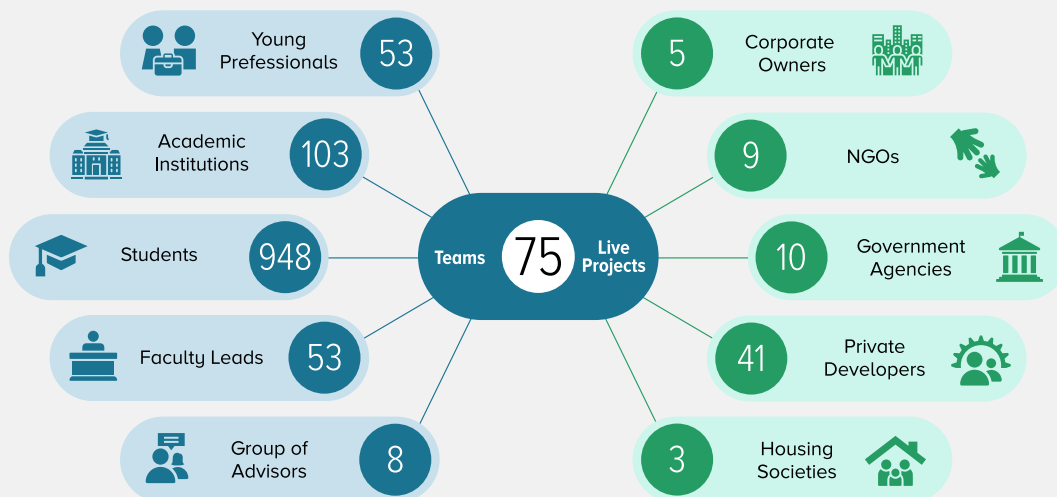 Young
Prefessionals
53
Academic
Institutions
103
Students
948
Faculty Leads
53
Group of
Advisors
8
Teams
75
Live
Projects
5
Corporate
Owners
9
NGOs
10
Government
Agencies
41
Private
Developers
3
Housing
Societies